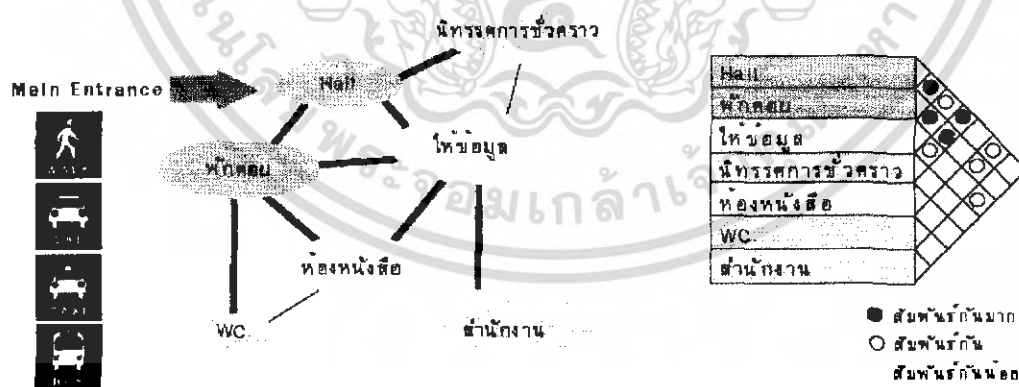 นิทรรศการชั่วคราว
Main Entrance
Hall
ให้ข้อมูล
พักคอย
ห้องหนังสือ
WC
สำนักงาน
Hall
พักคอย
ให้ข้อมูล
นิทรรศการชั่วคราว
ห้องหนังสือ
WC
สำนักงาน
สัมพันธ์กันมาก
สัมพันธ์กัน
สัมพันธ์กันน้อย